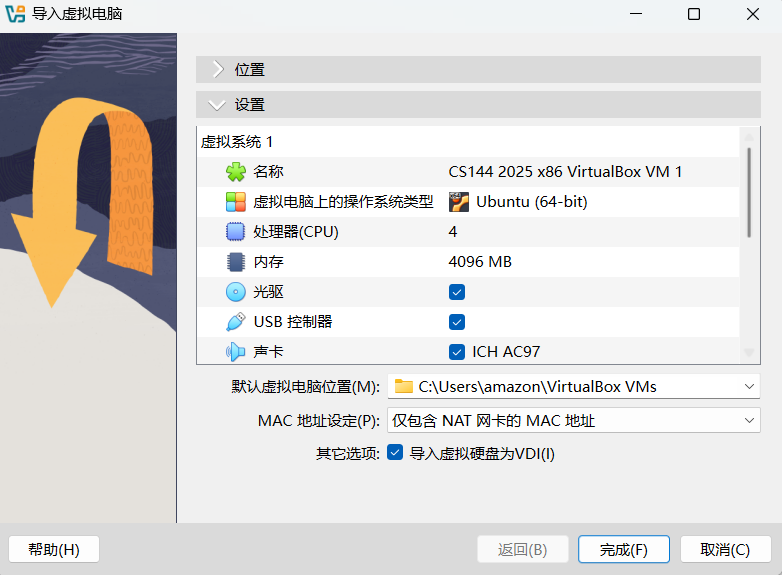 导入虚拟电脑
位置
设置
虚拟系统 1
名称 CS144 2025 x86 VirtualBox VM 1
虚拟电脑上的操作系统类型 Ubuntu (64-bit)
处理器(CPU) 4
内存 4096 MB
光驱
USB 控制器
声卡 ICH AC97
默认虚拟电脑位置(M): C:\Users\amazon\VirtualBox VMs
MAC 地址设定(P): 仅包含 NAT 网卡的 MAC 地址
其它选项: 导入虚拟硬盘为VDI(I)
帮助(H) 返回(B) 完成(F) 取消(C)